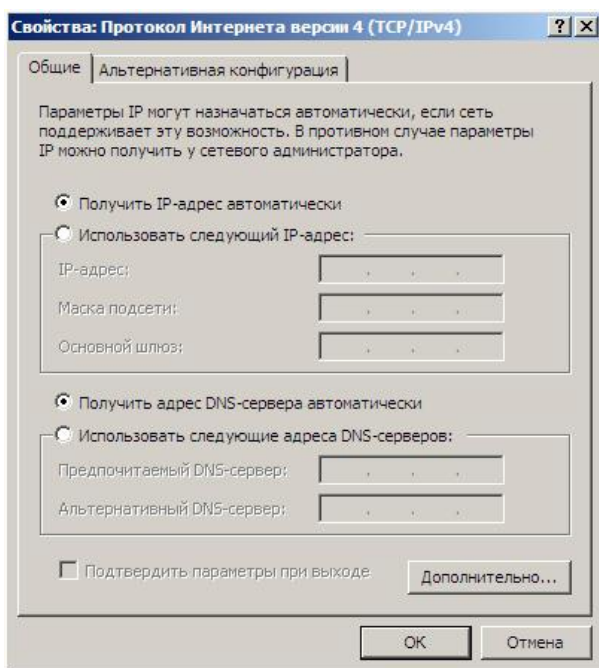 Свойства: Протокол Интернета версии 4 (TCP/IPv4)
Общие Альтернативная конфигурация
Параметры IP могут назначаться автоматически, если сеть
поддерживает эту возможность. В противном случае параметры
IP можно получить у сетевого администратора.
Получить IP-адрес автоматически
Использовать следующий IP-адрес:
IP-адрес:
Маска подсети:
Основной шлюз:
Получить адрес DNS-сервера автоматически
Использовать следующие адреса DNS-серверов:
Предпочитаемый DNS-сервер:
Альтернативный DNS-сервер:
Подтвердить параметры при выходе
Дополнительно...
OK Отмена